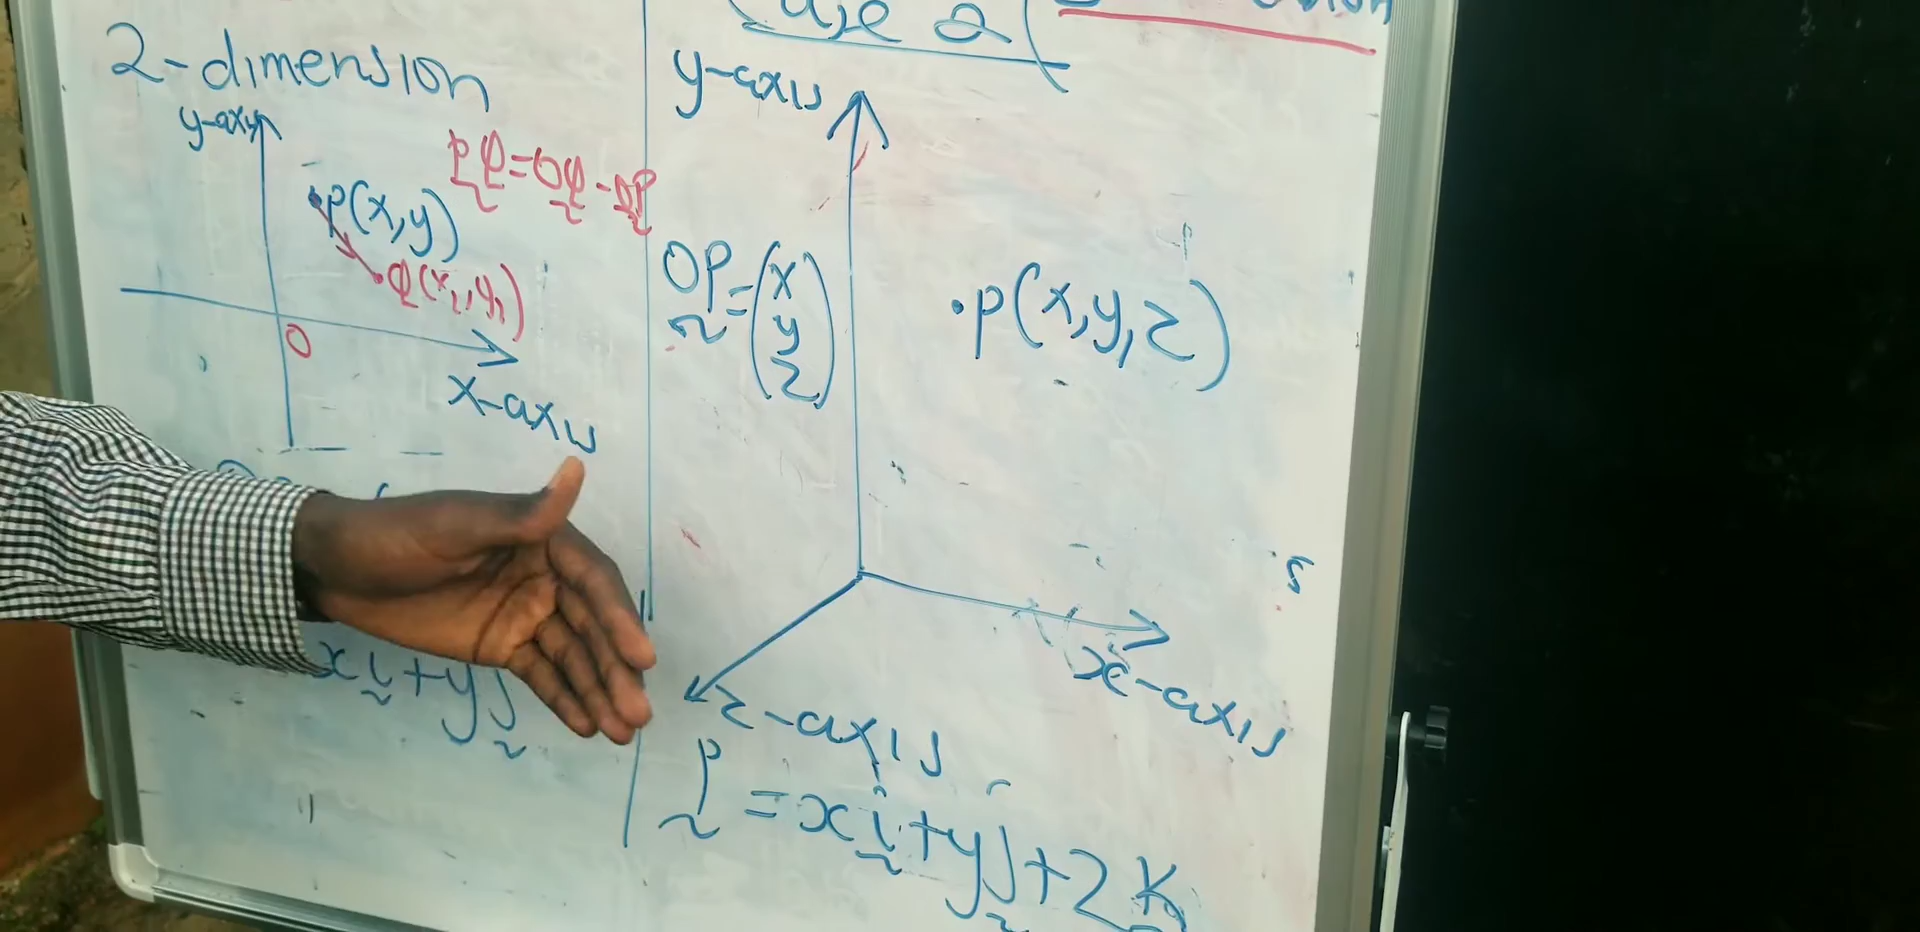 2-dimension
y-axis
PQ=OQ-OP
P(x,y)
Q(x₁,y₁)
O
x-axis
xi+yj
Case 2
y-axis
OP=(x
y
z)
.P(x,y,z)
x-axis
z-axis
P=xi+yj+zk